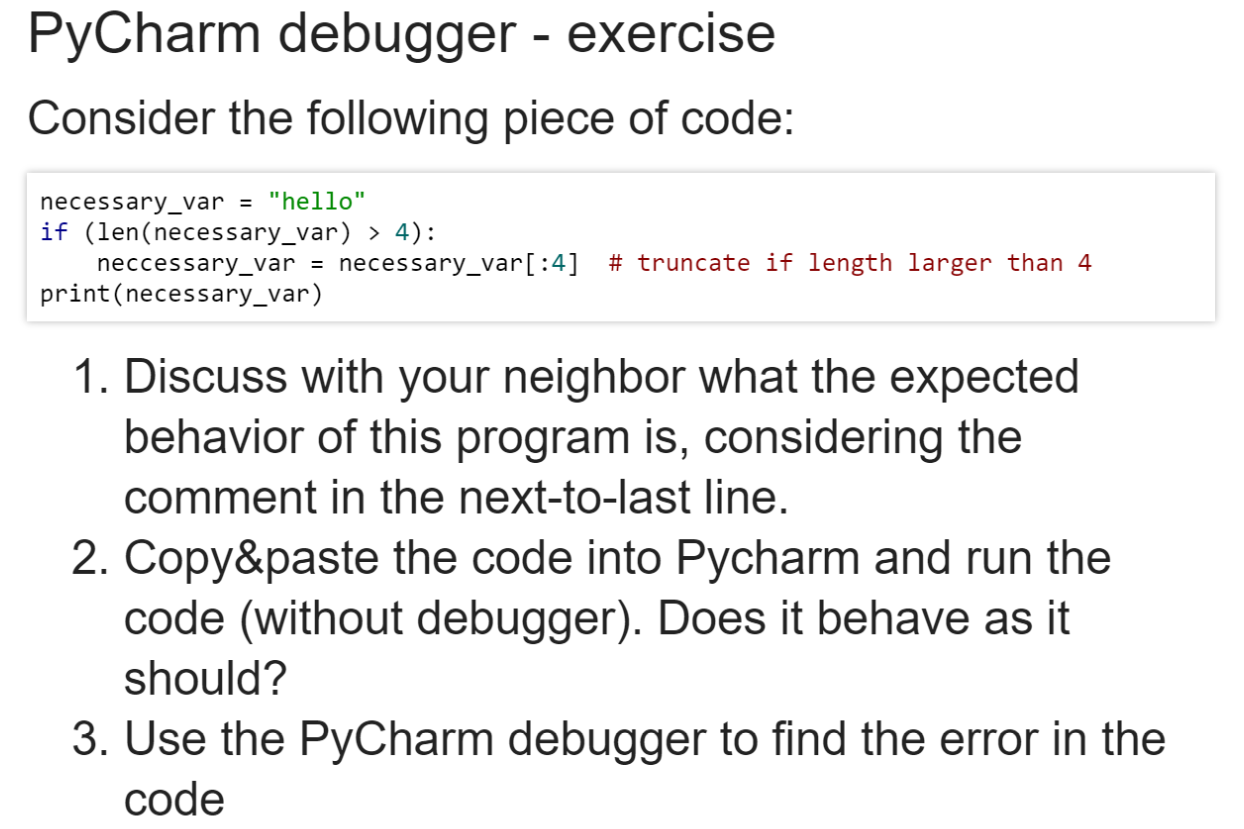 PyCharm debugger - exercise
Consider the following piece of code:
necessary_var = "hello"
if (len(necessary_var) > 4):
    neccessary_var = necessary_var[:4]  # truncate if length larger than 4
print(necessary_var)
1. Discuss with your neighbor what the expected
behavior of this program is, considering the
comment in the next-to-last line.
2. Copy&paste the code into Pycharm and run the
code (without debugger). Does it behave as it
should?
3. Use the PyCharm debugger to find the error in the
code